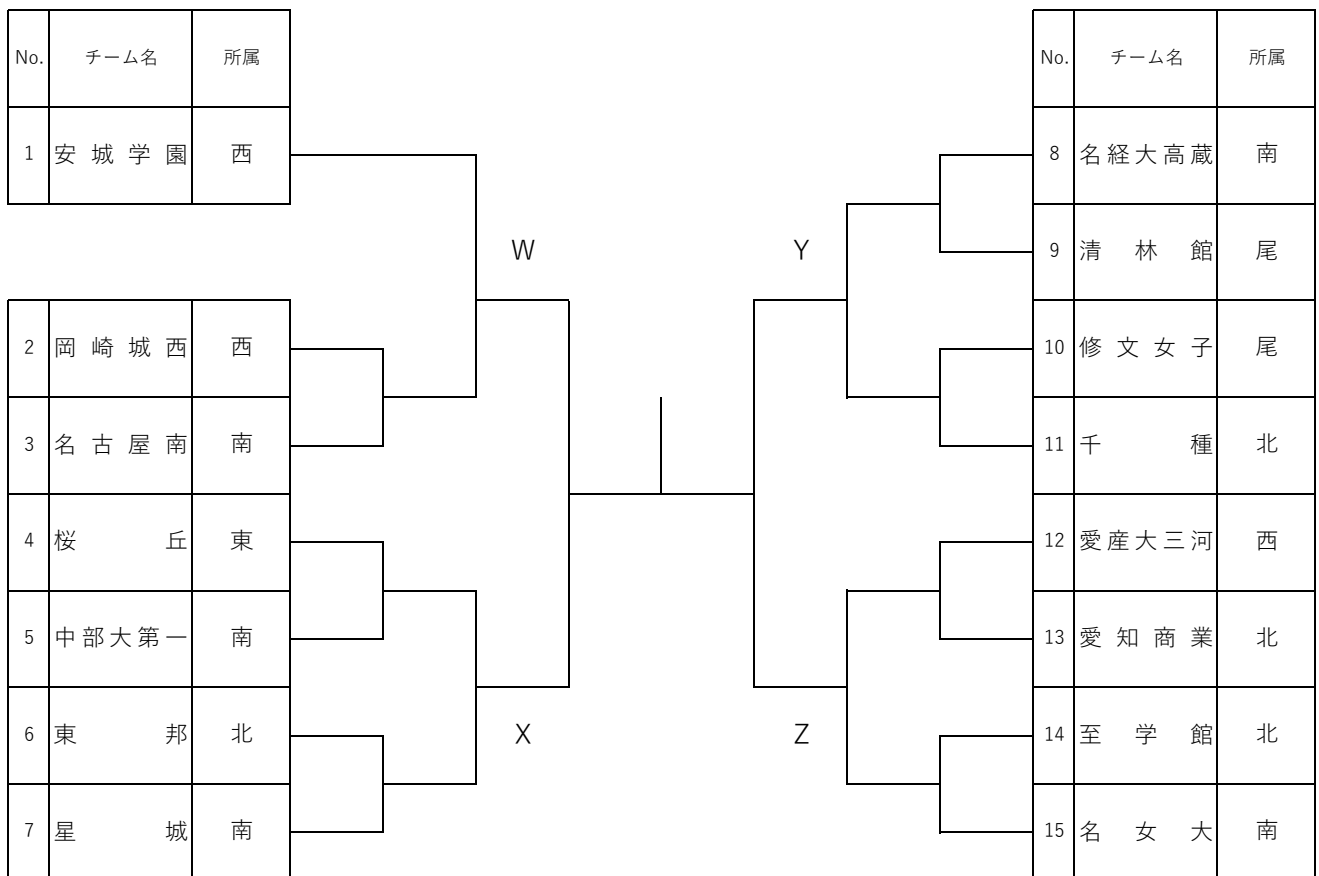 No. チーム名 所属
1 安城学園 西
2 岡崎城西 西
3 名古屋南 南
4 桜丘 東
5 中部大第一 南
6 東邦 北
7 星城 南
W
X
Y
Z
No. チーム名 所属
8 名経大高蔵 南
9 清林館 尾
10 修文女子 尾
11 千種 北
12 愛産大三河 西
13 愛知商業 北
14 至学館 北
15 名女大 南